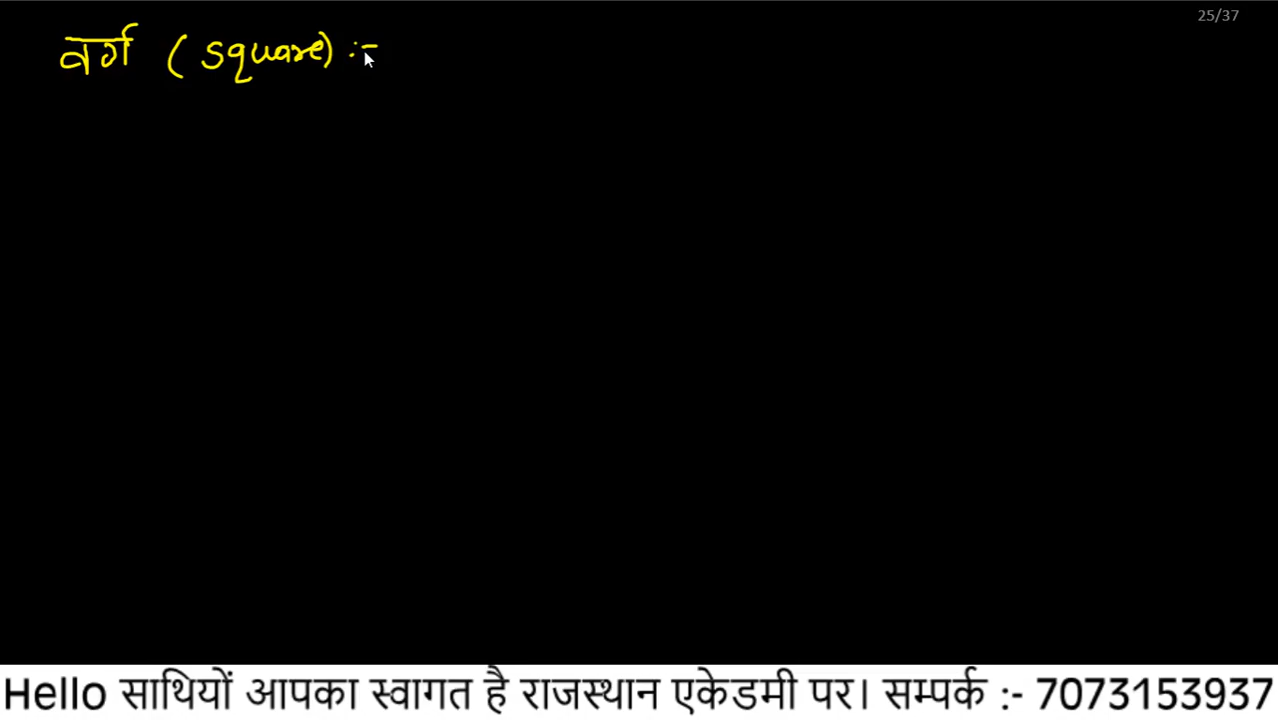 25/37
वर्ग (square) :-
Hello साथियों आपका स्वागत है राजस्थान एकेडमी पर। सम्पर्क :- 7073153937